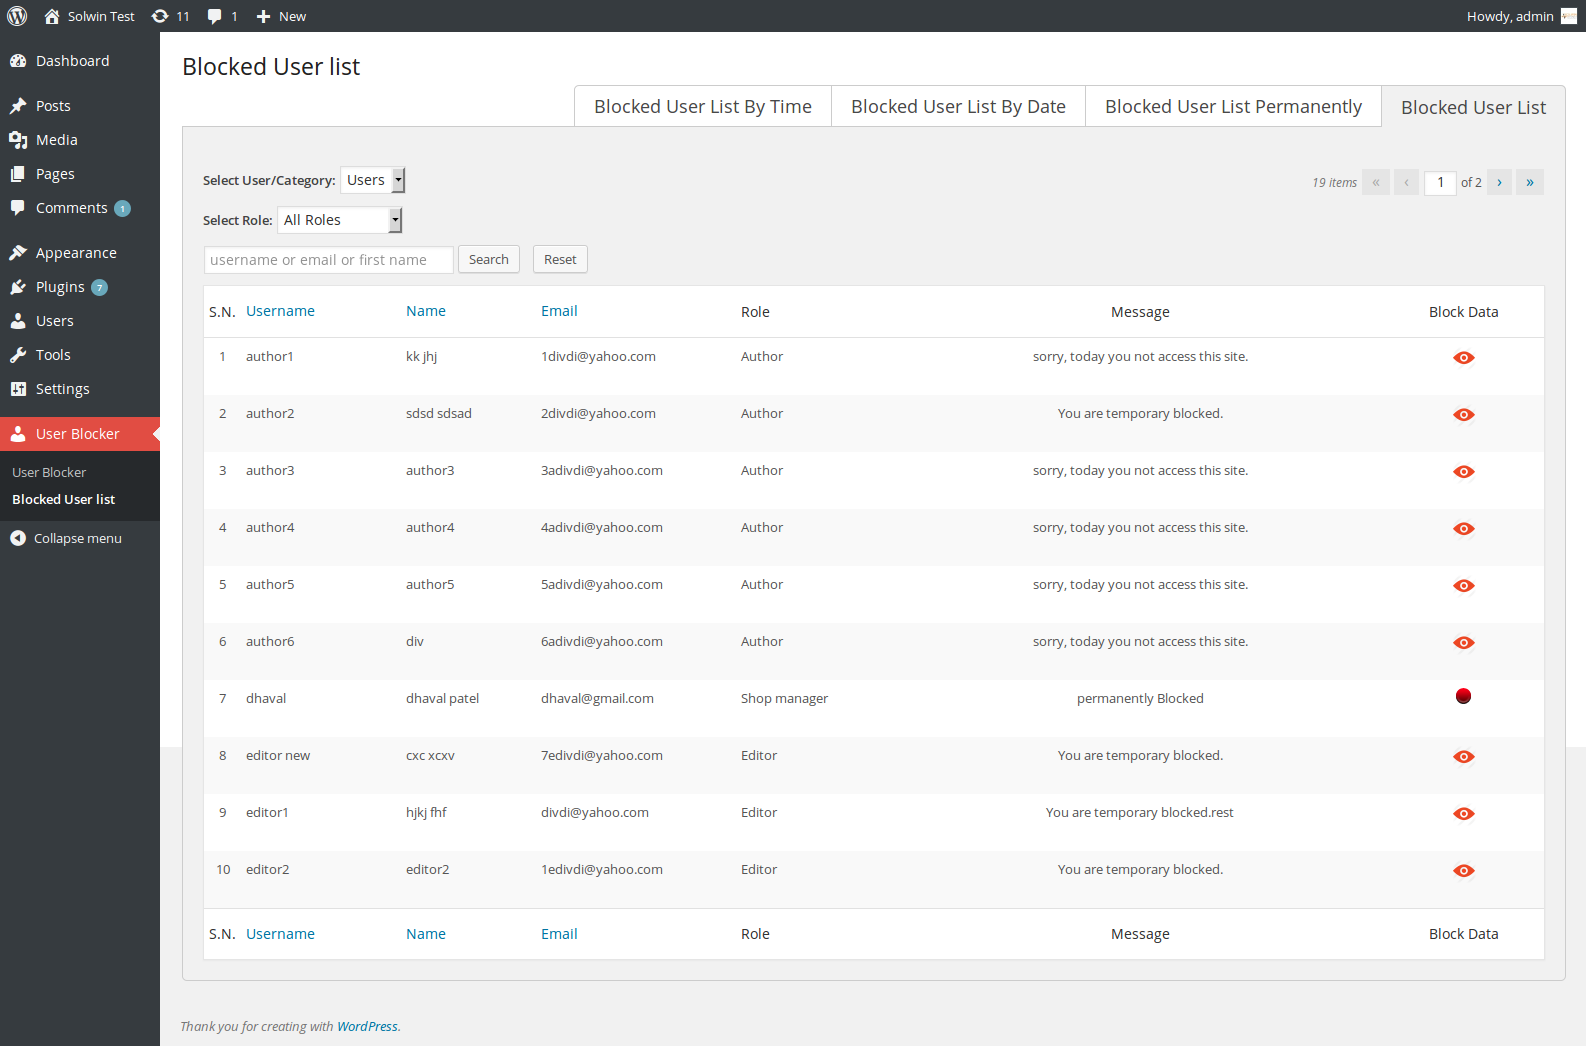 Solwin Test 11 1 New Howdy, admin
Dashboard
Posts
Media
Pages
Comments 1
Appearance
Plugins 7
Users
Tools
Settings
User Blocker
User Blocker
Blocked User list
Collapse menu
Blocked User list
Blocked User List By Time Blocked User List By Date Blocked User List Permanently Blocked User List
Select User/Category: Users 19 items « ‹ 1 of 2 › »
Select Role: All Roles
username or email or first name Search Reset
S.N. Username Name Email Role Message Block Data
1 author1 kk jhj 1divdi@yahoo.com Author sorry, today you not access this site.
2 author2 sdsd sdsad 2divdi@yahoo.com Author You are temporary blocked.
3 author3 author3 3adivdi@yahoo.com Author sorry, today you not access this site.
4 author4 author4 4adivdi@yahoo.com Author sorry, today you not access this site.
5 author5 author5 5adivdi@yahoo.com Author sorry, today you not access this site.
6 author6 div 6adivdi@yahoo.com Author sorry, today you not access this site.
7 dhaval dhaval patel dhaval@gmail.com Shop manager permanently Blocked
8 editor new cxc xcxv 7edivdi@yahoo.com Editor You are temporary blocked.
9 editor1 hjkj fhf divdi@yahoo.com Editor You are temporary blocked.rest
10 editor2 editor2 1edivdi@yahoo.com Editor You are temporary blocked.
S.N. Username Name Email Role Message Block Data
Thank you for creating with WordPress.